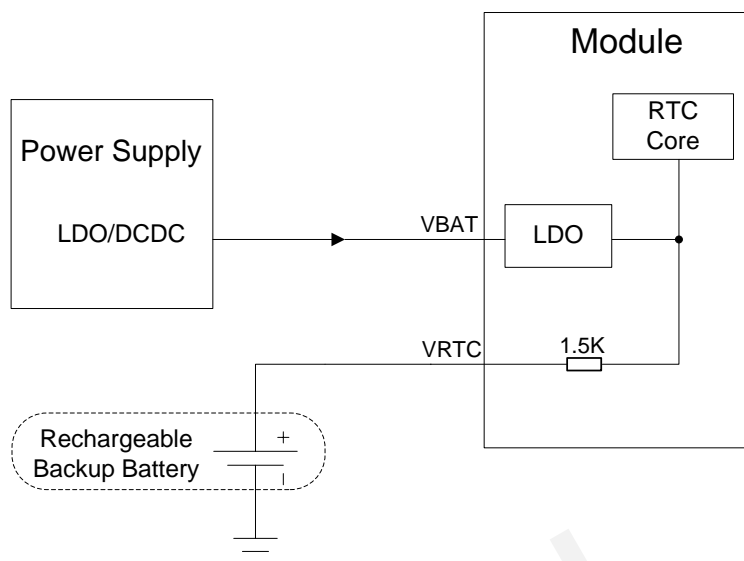 Module
RTC
Core
Power Supply
LDO/DCDC
VBAT
LDO
VRTC
1.5K
Rechargeable
Backup Battery
+